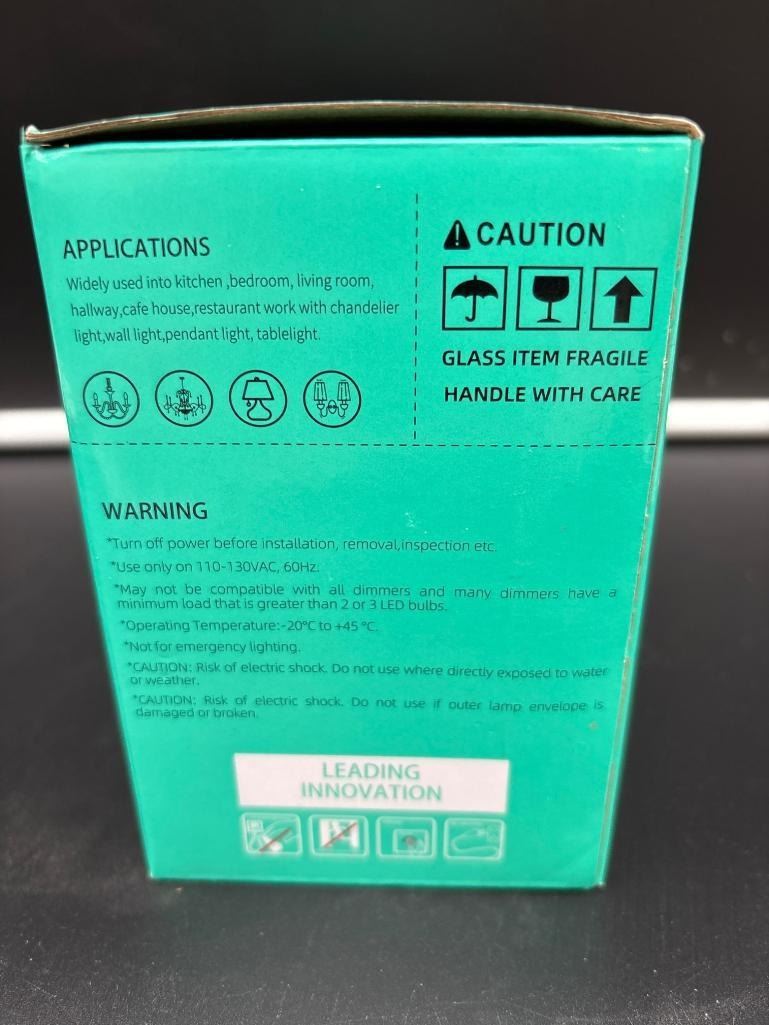 APPLICATIONS
Widely used into kitchen ,bedroom, living room,
hallway,cafe house,restaurant work with chandelier
light,wall light,pendant light, tablelight.
CAUTION
GLASS ITEM FRAGILE
HANDLE WITH CARE
WARNING
*Turn off power before installation, removal,inspection etc.
*Use only on 110-130VAC, 60Hz.
*May not be compatible with all dimmers and many dimmers have a
minimum load that is greater than 2 or 3 LED bulbs.
*Operating Temperature:-20°C to +45 °C.
*Not for emergency lighting.
*CAUTION: Risk of electric shock. Do not use where directly exposed to water
or weather.
*CAUTION: Risk of electric shock. Do not use if outer lamp envelope is
damaged or broken.
LEADING
INNOVATION